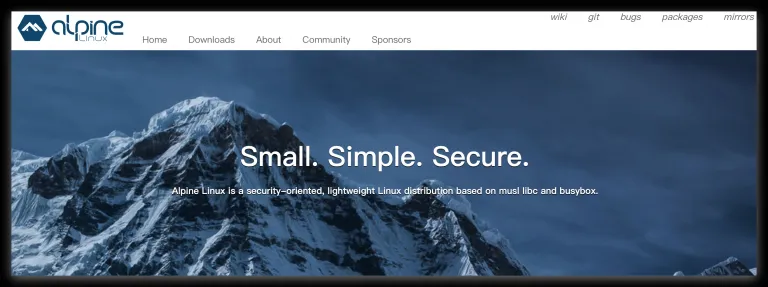 alpine
Linux
wiki git bugs packages mirrors
Home Downloads About Community Sponsors
Small. Simple. Secure.
Alpine Linux is a security-oriented, lightweight Linux distribution based on musl libc and busybox.